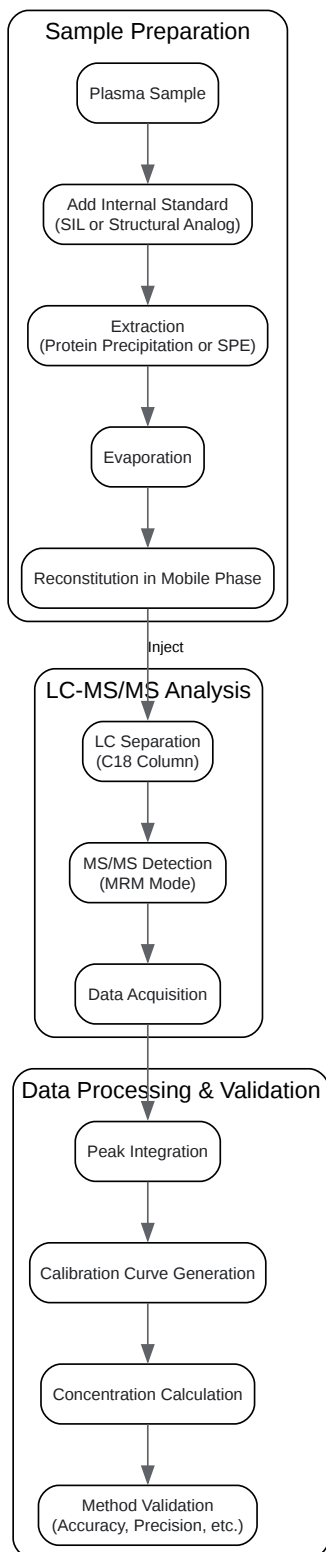 Sample Preparation
Plasma Sample
Add Internal Standard
(SIL or Structural Analog)
Extraction
(Protein Precipitation or SPE)
Evaporation
Reconstitution in Mobile Phase
Inject
LC-MS/MS Analysis
LC Separation
(C18 Column)
MS/MS Detection
(MRM Mode)
Data Acquisition
Data Processing & Validation
Peak Integration
Calibration Curve Generation
Concentration Calculation
Method Validation
(Accuracy, Precision, etc.)